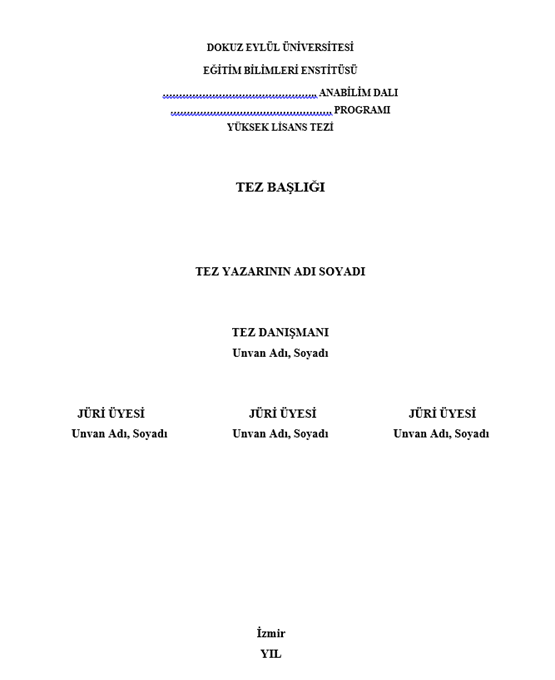 DOKUZ EYLÜL ÜNİVERSİTESİ
EĞİTİM BİLİMLERİ ENSTİTÜSÜ
................................................ ANABİLİM DALI
.................................................. PROGRAMI
YÜKSEK LİSANS TEZİ
TEZ BAŞLIĞI
TEZ YAZARININ ADI SOYADI
TEZ DANIŞMANI
Unvan Adı, Soyadı
JÜRİ ÜYESİ JÜRİ ÜYESİ JÜRİ ÜYESİ
Unvan Adı, Soyadı Unvan Adı, Soyadı Unvan Adı, Soyadı
İzmir
YIL